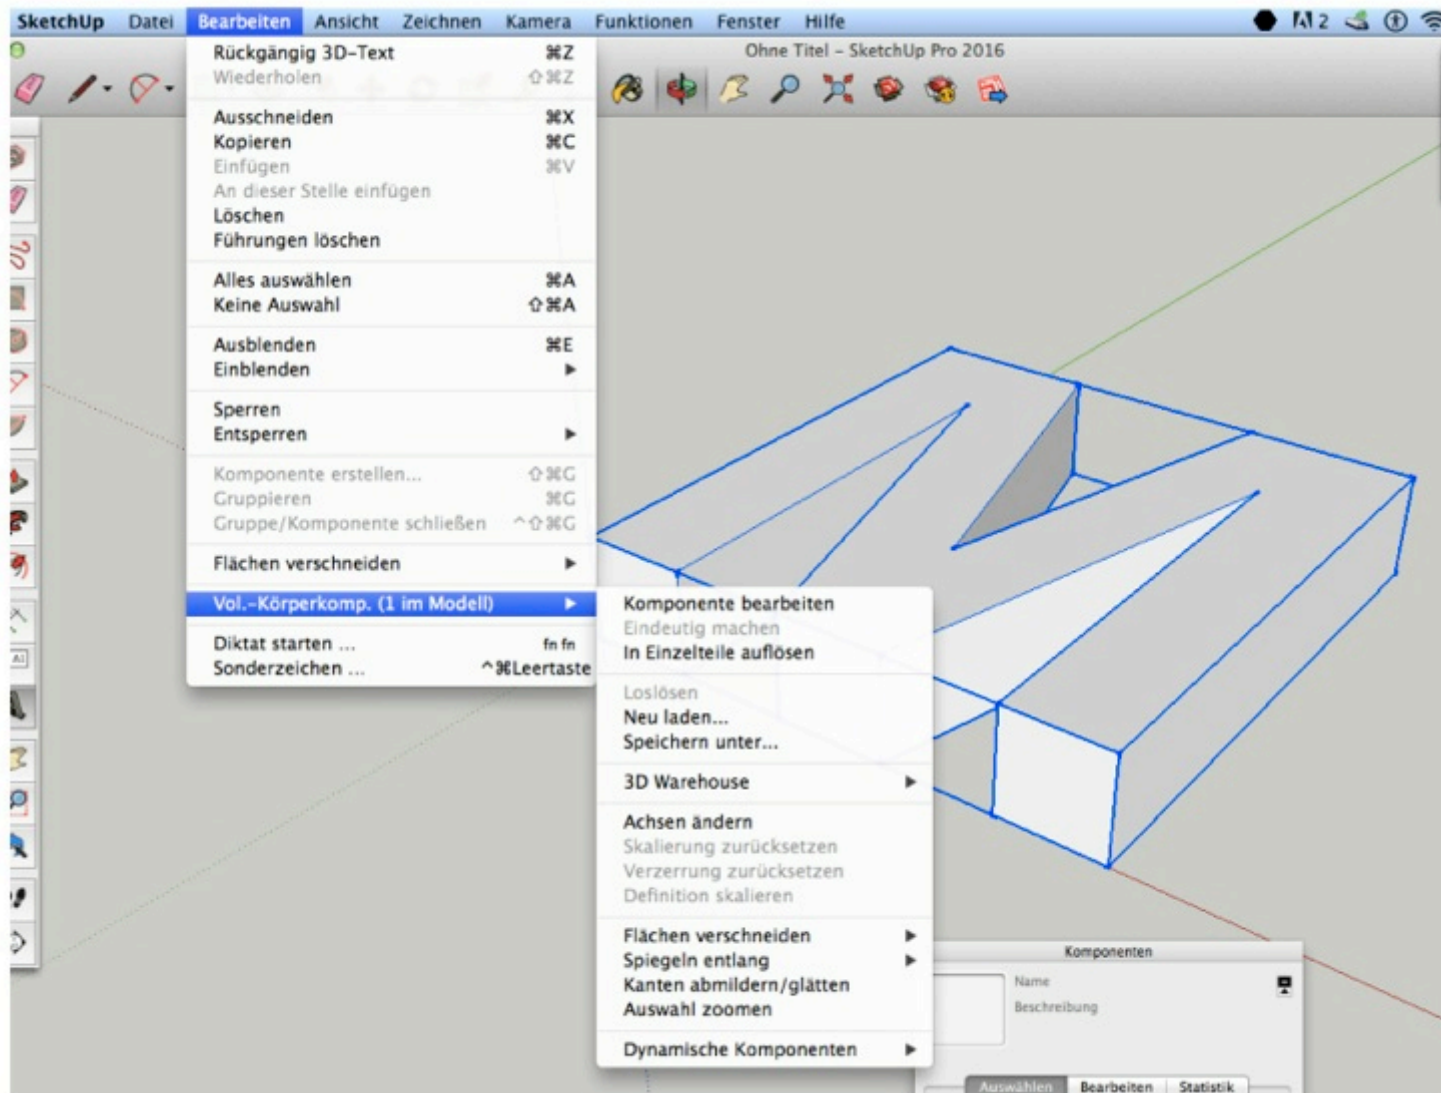 SketchUp Datei Bearbeiten Ansicht Zeichnen Kamera Funktionen Fenster Hilfe 2
Ohne Titel – SketchUp Pro 2016
Rückgängig 3D-Text ⌘Z
Wiederholen ⇧⌘Z
Ausschneiden ⌘X
Kopieren ⌘C
Einfügen ⌘V
An dieser Stelle einfügen
Löschen
Führungen löschen
Alles auswählen ⌘A
Keine Auswahl ⇧⌘A
Ausblenden ⌘E
Einblenden
Sperren
Entsperren
Komponente erstellen... ⇧⌘G
Gruppieren ⌘G
Gruppe/Komponente schließen ^⇧⌘G
Flächen verschneiden
Vol.-Körperkomp. (1 im Modell)
Diktat starten ... fn fn
Sonderzeichen ... ^⌘Leertaste
Komponente bearbeiten
Eindeutig machen
In Einzelteile auflösen
Loslösen
Neu laden...
Speichern unter...
3D Warehouse
Achsen ändern
Skalierung zurücksetzen
Verzerrung zurücksetzen
Definition skalieren
Flächen verschneiden
Spiegeln entlang
Kanten abmildern/glätten
Auswahl zoomen
Dynamische Komponenten
Komponenten
Name
Beschreibung
Auswählen Bearbeiten Statistik